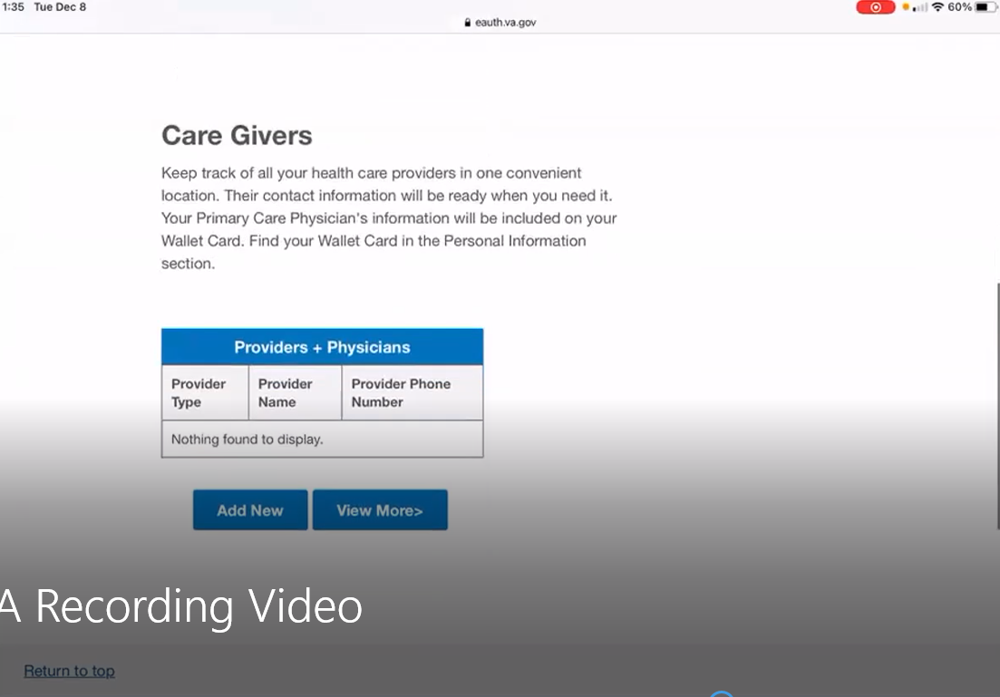 1:35 Tue Dec 8
60%
eauth.va.gov
Care Givers
Keep track of all your health care providers in one convenient
location. Their contact information will be ready when you need it.
Your Primary Care Physician's information will be included on your
Wallet Card. Find your Wallet Card in the Personal Information
section.
Providers + Physicians
Provider Type
Provider Name
Provider Phone Number
Nothing found to display.
Add New
View More>
A Recording Video
Return to top